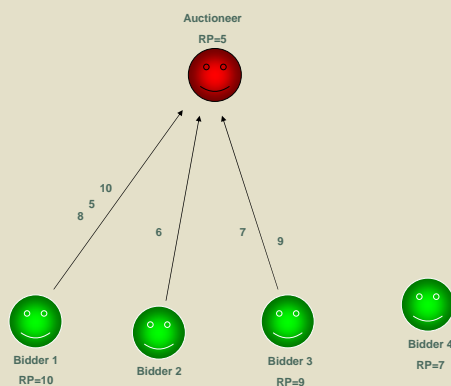 Auctioneer
RP=5
10
5
8
6
7
9
Bidder 1
RP=10
Bidder 2
Bidder 3
RP=9
Bidder 4
RP=7